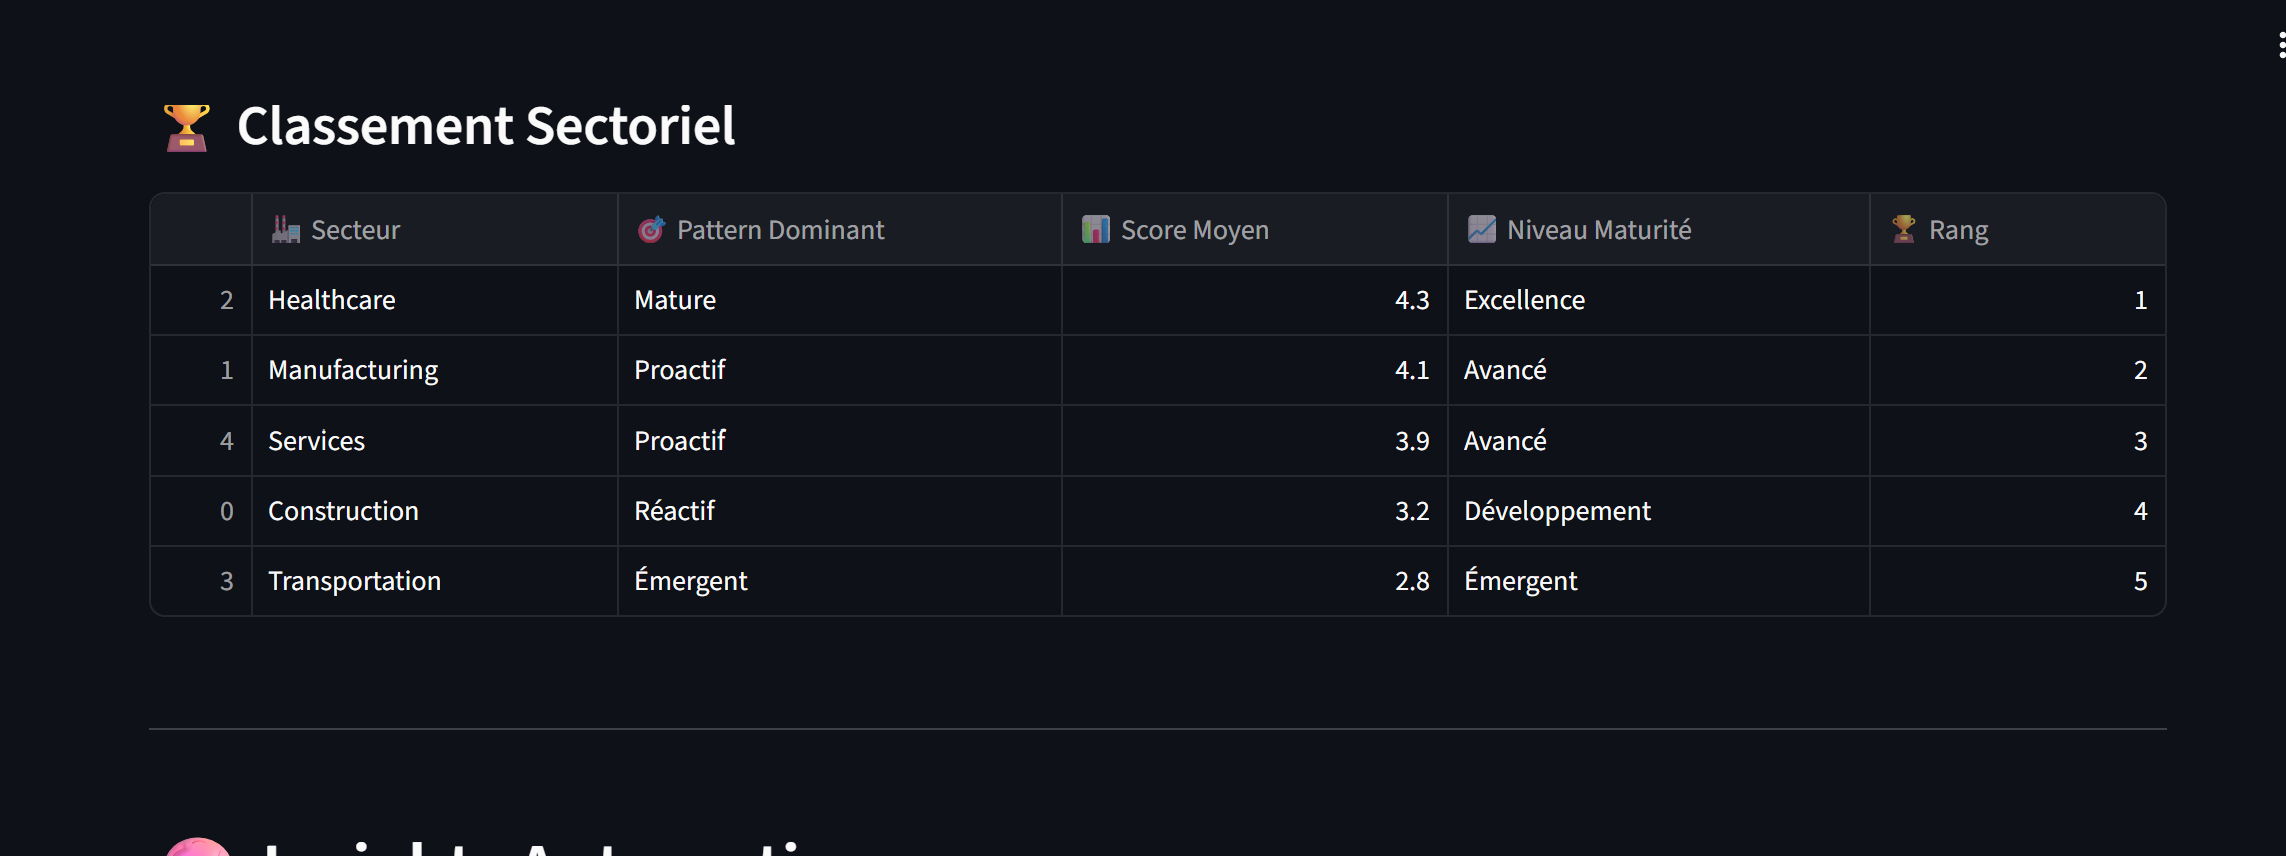 🏆 Classement Sectoriel
🏭 Secteur 🎯 Pattern Dominant 📊 Score Moyen 📈 Niveau Maturité 🏆 Rang
2 Healthcare Mature 4.3 Excellence 1
1 Manufacturing Proactif 4.1 Avancé 2
4 Services Proactif 3.9 Avancé 3
0 Construction Réactif 3.2 Développement 4
3 Transportation Émergent 2.8 Émergent 5